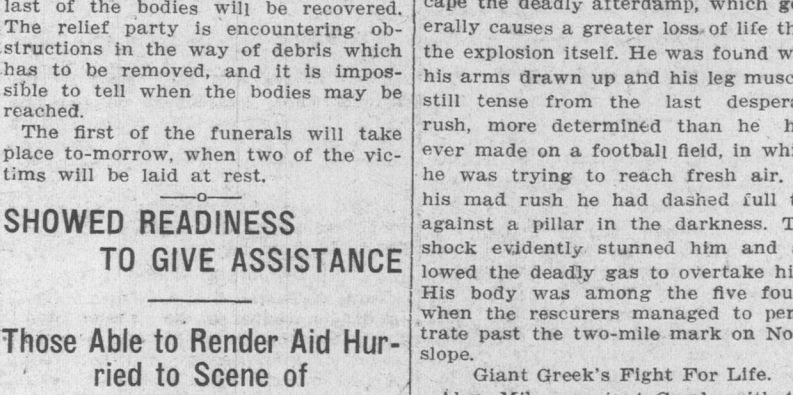 last of the bodies will be recovered.
The relief party is encountering ob-
structions in the way of debris which
has to be removed, and it is impos-
sible to tell when the bodies may be
reached.
The first of the funerals will take
place to-morrow, when two of the vic-
tims will be laid at rest.
SHOWED READINESS
TO GIVE ASSISTANCE
Those Able to Render Aid Hur-
ried to Scene of
cape the deadly afterdamp, which
erally causes a greater loss of life
the explosion itself. He was found
his arms drawn up and his leg
still tense from the last
rush, more determined than he
ever made on a football field, in
he was trying to reach fresh air.
his mad rush he had dashed full
against a pillar in the darkness.
shock evidently stunned him and
lowed the deadly gas to overtake
His body was among the five
when the rescurers managed to
trate past the two-mile mark on
slope.
Giant Greek's Fight For Life.